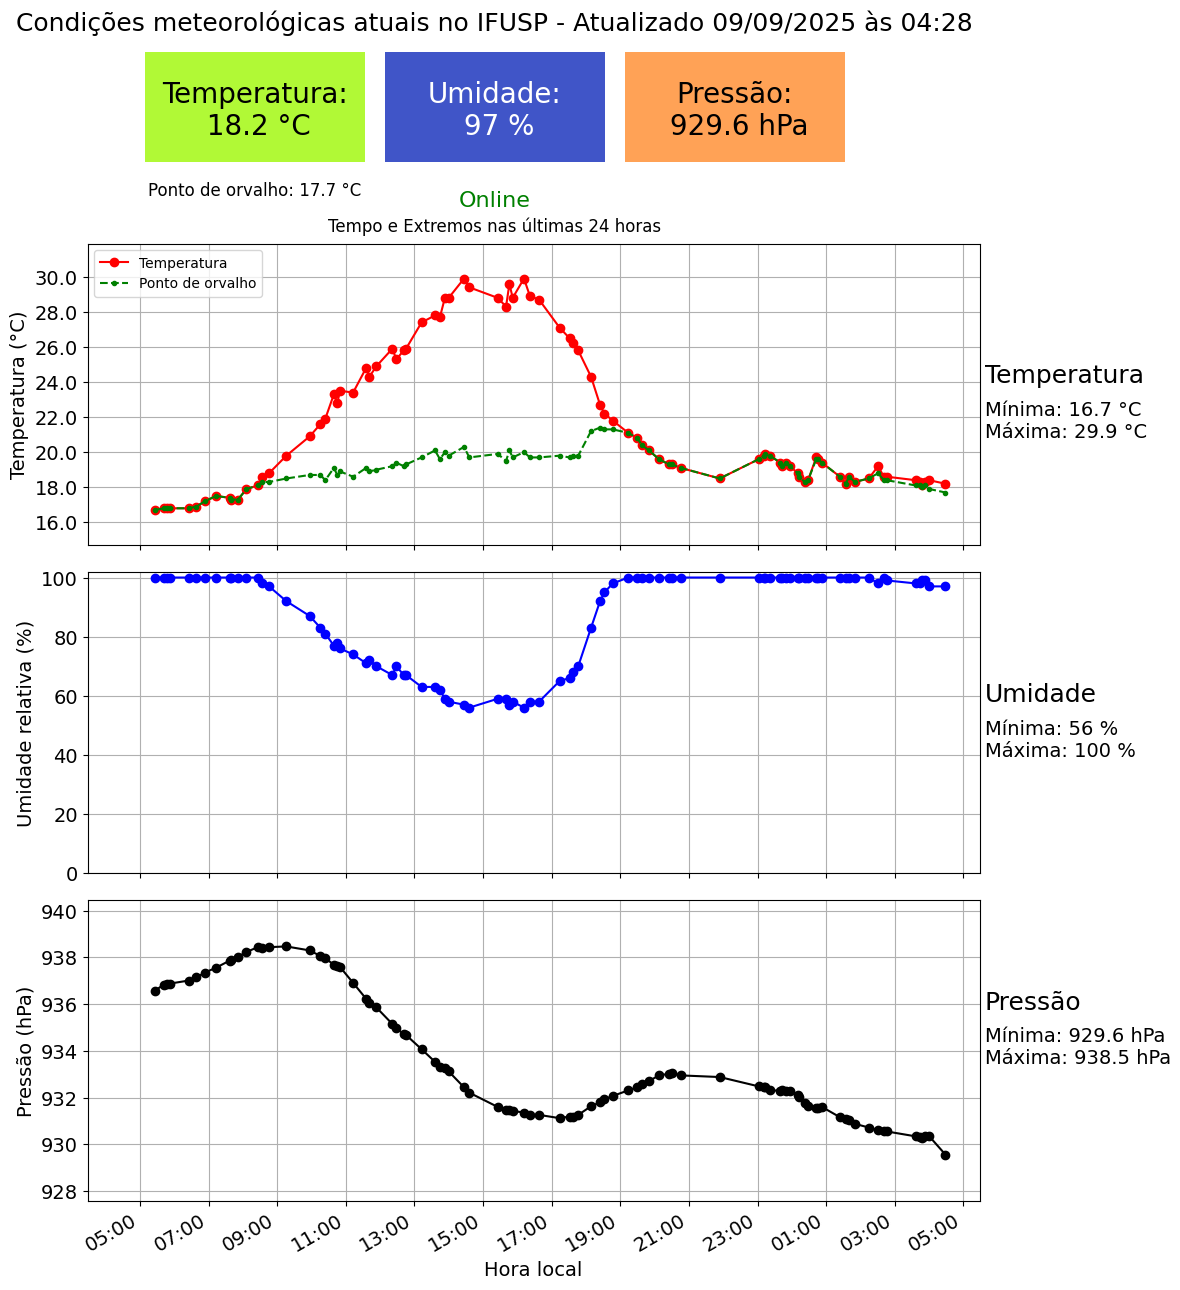 Condições meteorológicas atuais no IFUSP - Atualizado 09/09/2025 às 04:28
Temperatura:
18.2 °C
Umidade:
97 %
Pressão:
929.6 hPa
Ponto de orvalho: 17.7 °C
Online
Tempo e Extremos nas últimas 24 horas
Temperatura
Ponto de orvalho
Temperatura (°C)
30.0
28.0
26.0
24.0
22.0
20.0
18.0
16.0
Temperatura
Mínima: 16.7 °C
Máxima: 29.9 °C
Umidade relativa (%)
100
80
60
40
20
0
Umidade
Mínima: 56 %
Máxima: 100 %
Pressão (hPa)
940
938
936
934
932
930
928
Pressão
Mínima: 929.6 hPa
Máxima: 938.5 hPa
05:00
07:00
09:00
11:00
13:00
15:00
17:00
19:00
21:00
23:00
01:00
03:00
05:00
Hora local